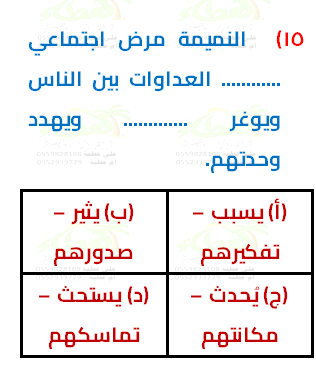 ١٥) النميمة مرض اجتماعي
............ العداوات بين الناس
ويوغر ............. ويهدد
وحدتهم.
(أ) يسبب – تفكيرهم
(ب) يثير – صدورهم
(ج) يُحدث – مكانتهم
(د) يستحث – تماسكهم